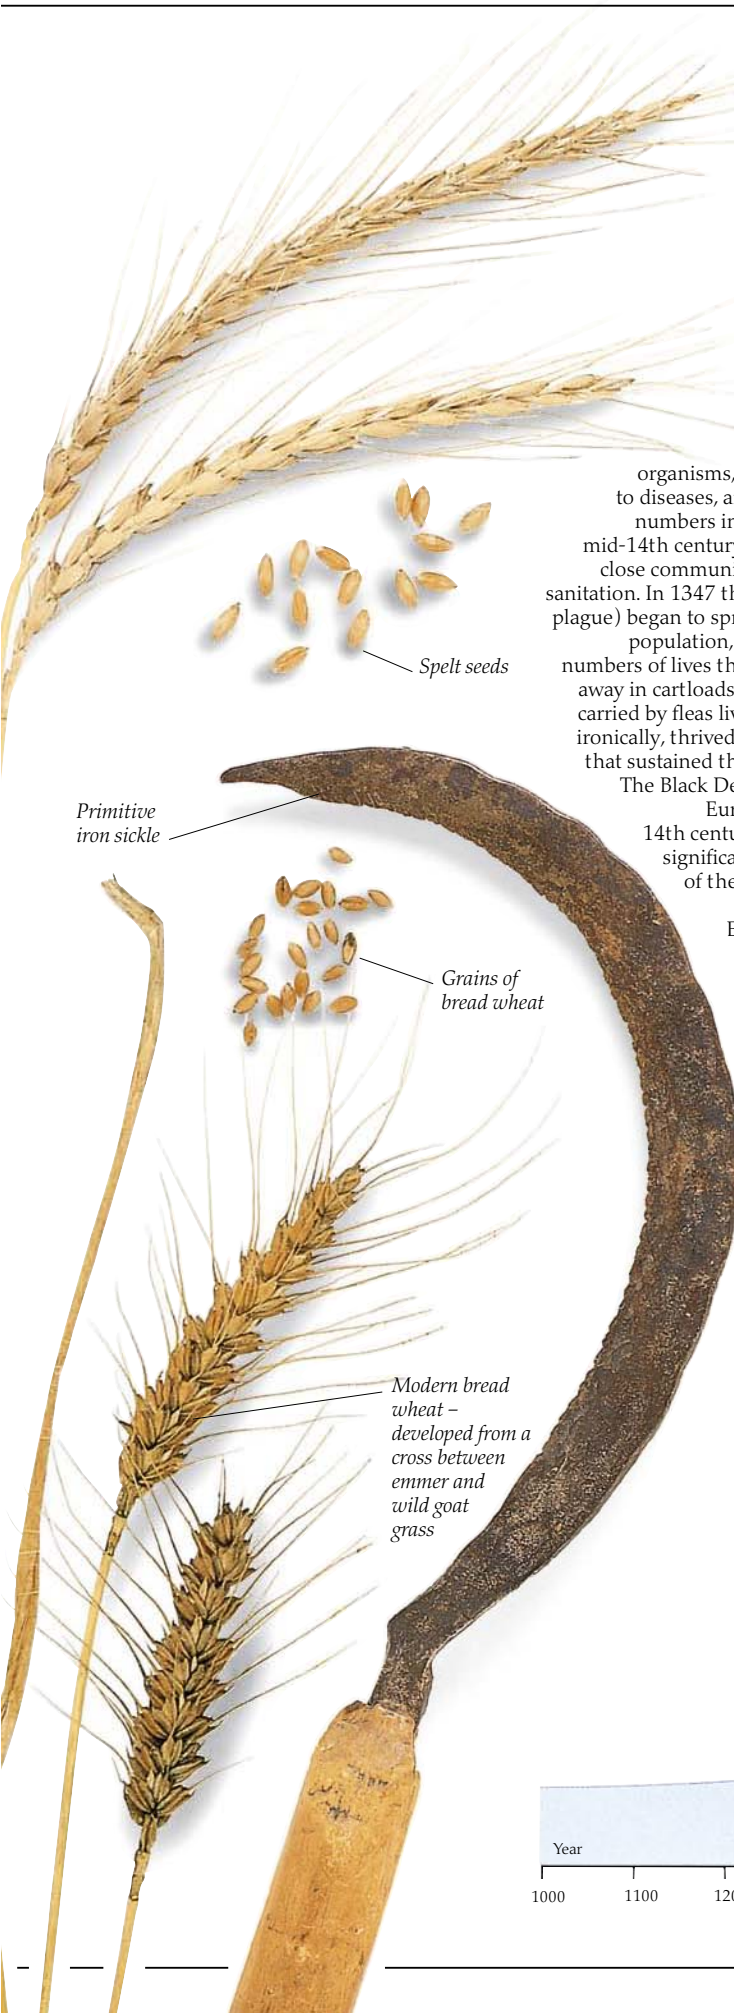 organisms,
to diseases, a
numbers in
mid-14th century
close communi
sanitation. In 1347 th
plague) began to spr
population,
numbers of lives th
away in cartloads
carried by fleas liv
ironically, thrived
that sustained th
The Black De
Eur
14th centu
significa
of the
E
Spelt seeds
Primitive
iron sickle
Grains of
bread wheat
Modern bread
wheat –
developed from a
cross between
emmer and
wild goat
grass
Year
1000 1100 120